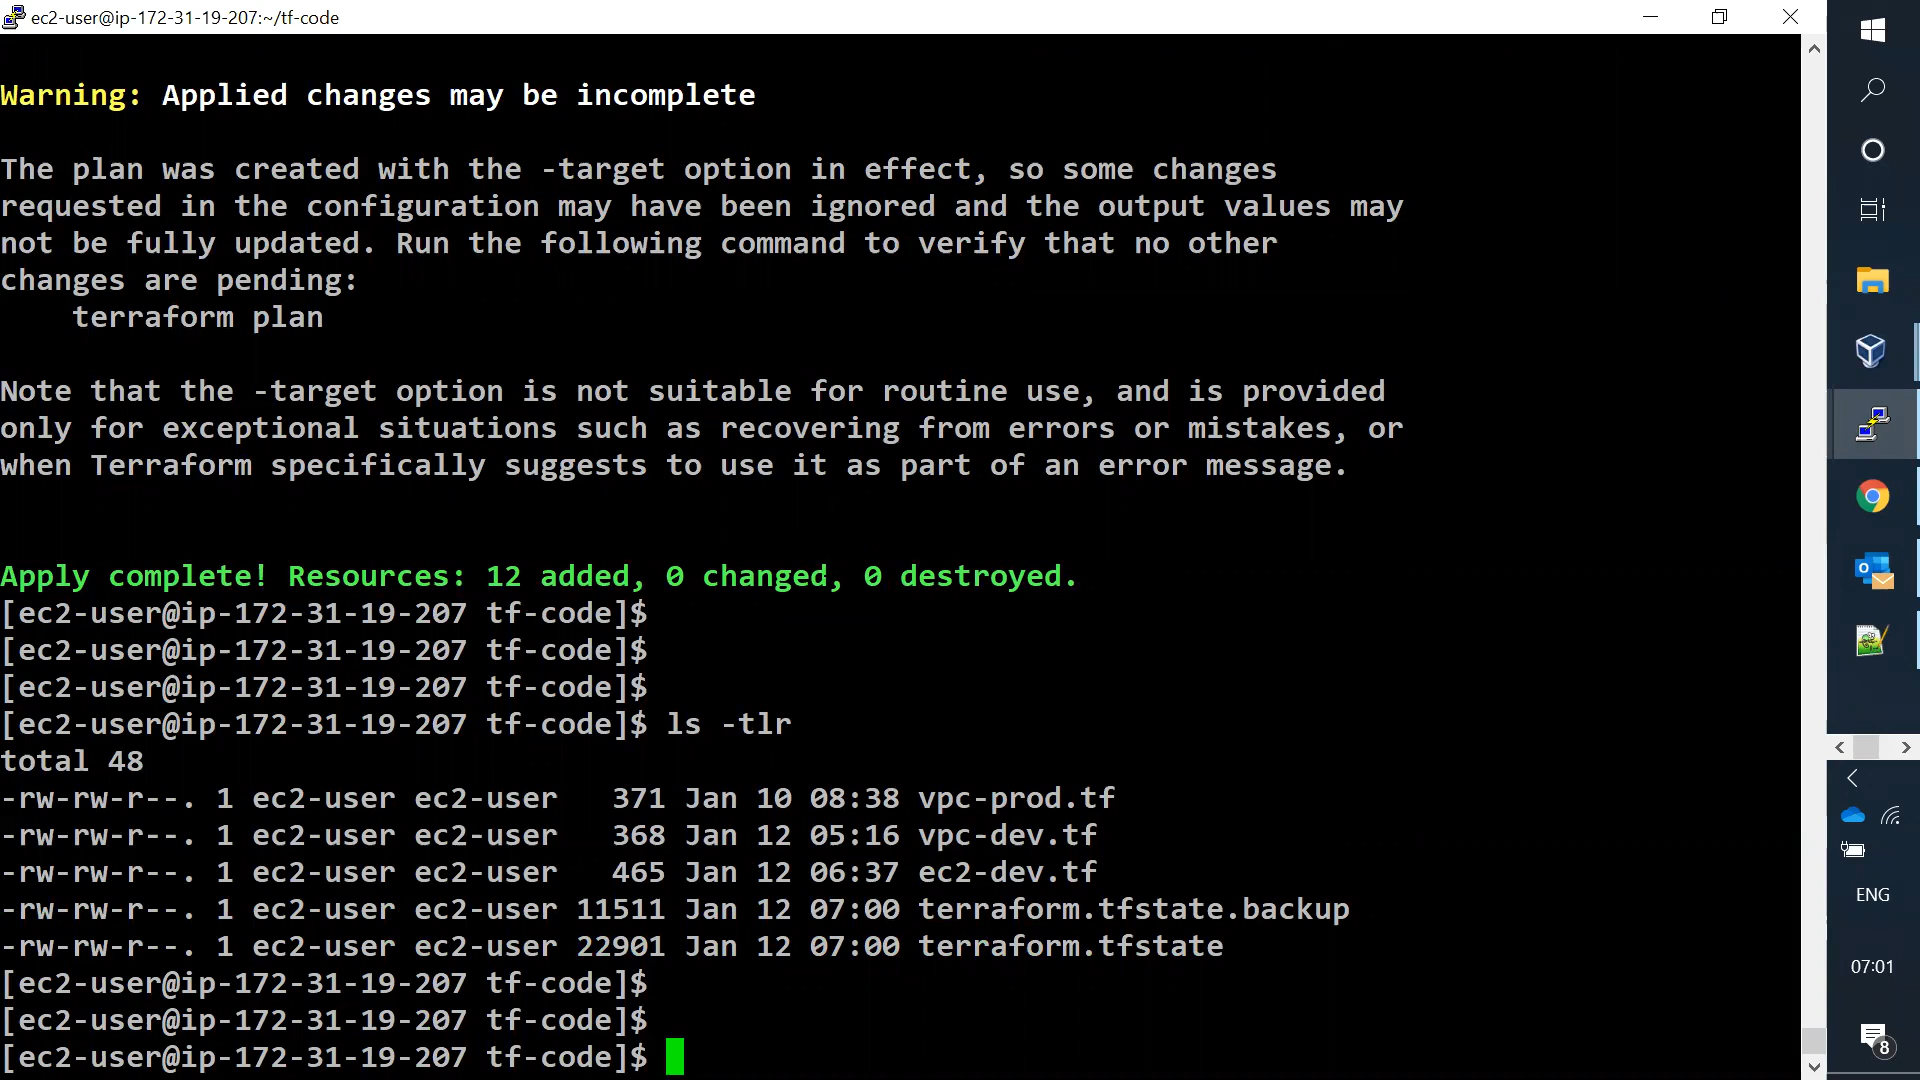 ec2-user@ip-172-31-19-207:~/tf-code
Warning: Applied changes may be incomplete
The plan was created with the -target option in effect, so some changes
requested in the configuration may have been ignored and the output values may
not be fully updated. Run the following command to verify that no other
changes are pending:
    terraform plan
Note that the -target option is not suitable for routine use, and is provided
only for exceptional situations such as recovering from errors or mistakes, or
when Terraform specifically suggests to use it as part of an error message.
Apply complete! Resources: 12 added, 0 changed, 0 destroyed.
[ec2-user@ip-172-31-19-207 tf-code]$
[ec2-user@ip-172-31-19-207 tf-code]$
[ec2-user@ip-172-31-19-207 tf-code]$
[ec2-user@ip-172-31-19-207 tf-code]$ ls -tlr
total 48
-rw-rw-r--. 1 ec2-user ec2-user   371 Jan 10 08:38 vpc-prod.tf
-rw-rw-r--. 1 ec2-user ec2-user   368 Jan 12 05:16 vpc-dev.tf
-rw-rw-r--. 1 ec2-user ec2-user   465 Jan 12 06:37 ec2-dev.tf
-rw-rw-r--. 1 ec2-user ec2-user 11511 Jan 12 07:00 terraform.tfstate.backup
-rw-rw-r--. 1 ec2-user ec2-user 22901 Jan 12 07:00 terraform.tfstate
[ec2-user@ip-172-31-19-207 tf-code]$
[ec2-user@ip-172-31-19-207 tf-code]$
[ec2-user@ip-172-31-19-207 tf-code]$
ENG
07:01
8